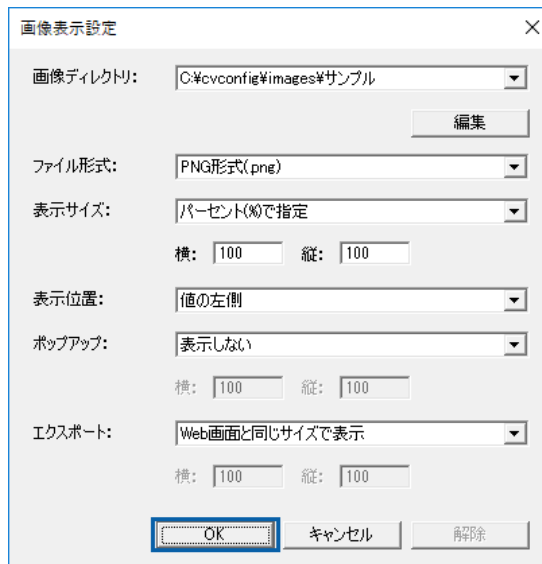 画像表示設定 ×
画像ディレクトリ: C:¥cvconfig¥images¥サンプル
編集
ファイル形式: PNG形式(.png)
表示サイズ: パーセント(%)で指定
横: 100 縦: 100
表示位置: 値の左側
ポップアップ: 表示しない
横: 100 縦: 100
エクスポート: Web画面と同じサイズで表示
横: 100 縦: 100
OK キャンセル 解除